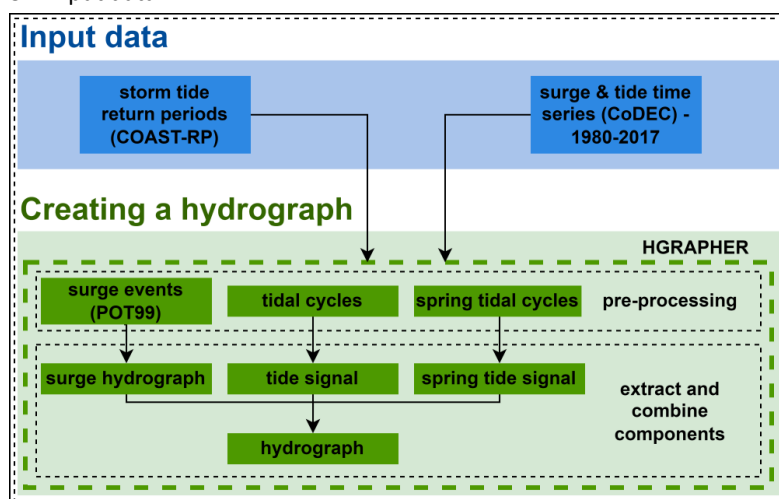 Input data
storm tide
return periods
(COAST-RP)
surge & tide time
series (CoDEC) -
1980-2017
Creating a hydrograph
HGRAPHER
surge events
(POT99)
tidal cycles
spring tidal cycles
pre-processing
surge hydrograph
tide signal
spring tide signal
extract and
combine
components
hydrograph